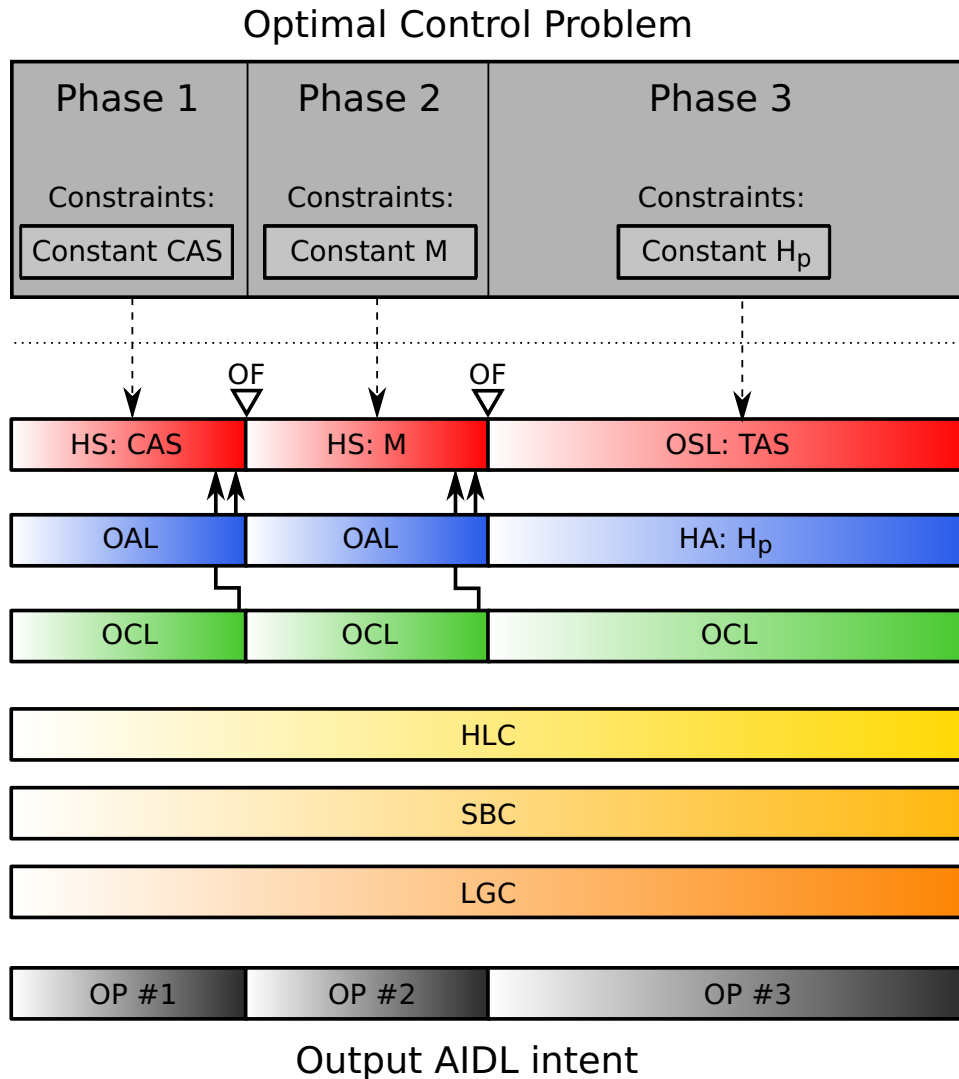 Optimal Control Problem
Phase 1 Phase 2 Phase 3
Constraints: Constraints: Constraints:
Constant CAS Constant M Constant Hp
OF OF
HS: CAS HS: M OSL: TAS
OAL OAL HA: Hp
OCL OCL OCL
HLC
SBC
LGC
OP #1 OP #2 OP #3
Output AIDL intent